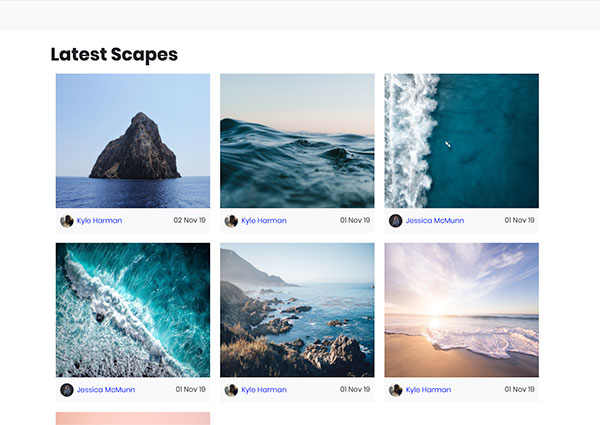 Latest Scapes
Kyle Harman 02 Nov 19
Kyle Harman 01 Nov 19
Jessica McMunn 01 Nov 19
Jessica McMunn 01 Nov 19
Kyle Harman 01 Nov 19
Kyle Harman 01 Nov 19